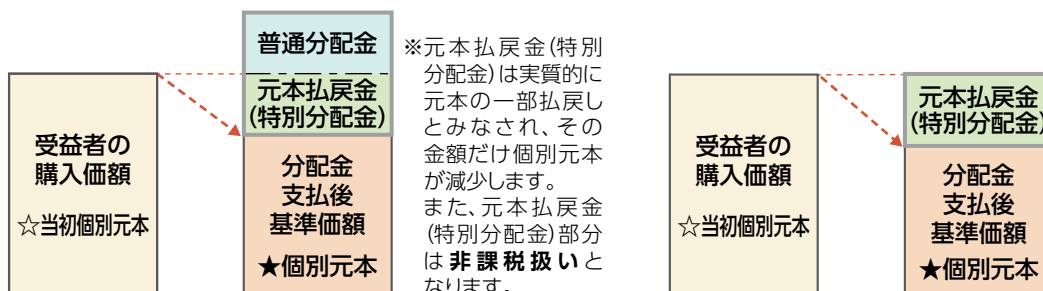 受益者の
購入価額
☆当初個別元本
普通分配金
元本払戻金
(特別分配金)
分配金
支払後
基準価額
★個別元本
※元本払戻金(特別
分配金)は実質的に
元本の一部払戻し
とみなされ、その
金額だけ個別元本
が減少します。
また、元本払戻金
(特別分配金)部分
は非課税扱いと
なります。
受益者の
購入価額
☆当初個別元本
元本払戻金
(特別分配金)
分配金
支払後
基準価額
★個別元本